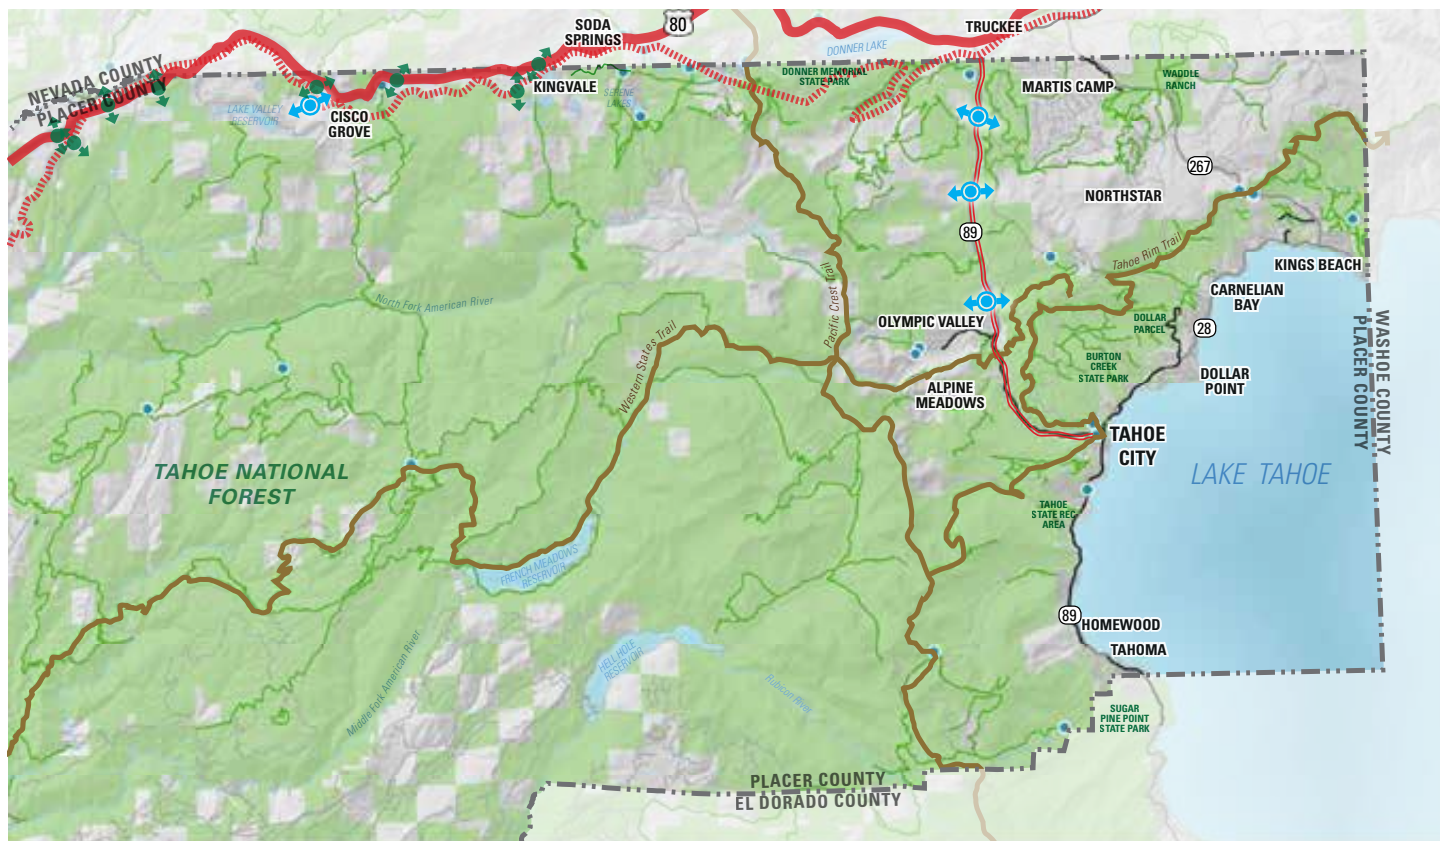 SODA
SPRINGS
80
TRUCKEE
DONNER LAKE
NEVADA COUNTY
PLACER COUNTY
DONNER MEMORIAL
STATE PARK
WADDLE
RANCH
MARTIS CAMP
KINGVALE
SERENE
LAKES
LAKE VALLEY
RESERVOIR
CISCO
GROVE
267
NORTHSTAR
89
Tahoe Rim Trail
KINGS BEACH
Pacific Crest Trail
CARNELIAN
BAY
North Fork American River
OLYMPIC VALLEY
DOLLAR
PARCEL
28
WASHOE COUNTY
PLACER COUNTY
Western States Trail
BURTON
CREEK
STATE PARK
DOLLAR
POINT
ALPINE
MEADOWS
TAHOE
CITY
TAHOE NATIONAL
FOREST
LAKE TAHOE
TAHOE
STATE REC
AREA
FRENCH MEADOWS
RESERVOIR
89
HOMEWOOD
TAHOMA
HELL HOLE
RESERVOIR
Middle Fork American River
Rubicon River
SUGAR
PINE POINT
STATE PARK
PLACER COUNTY
EL DORADO COUNTY